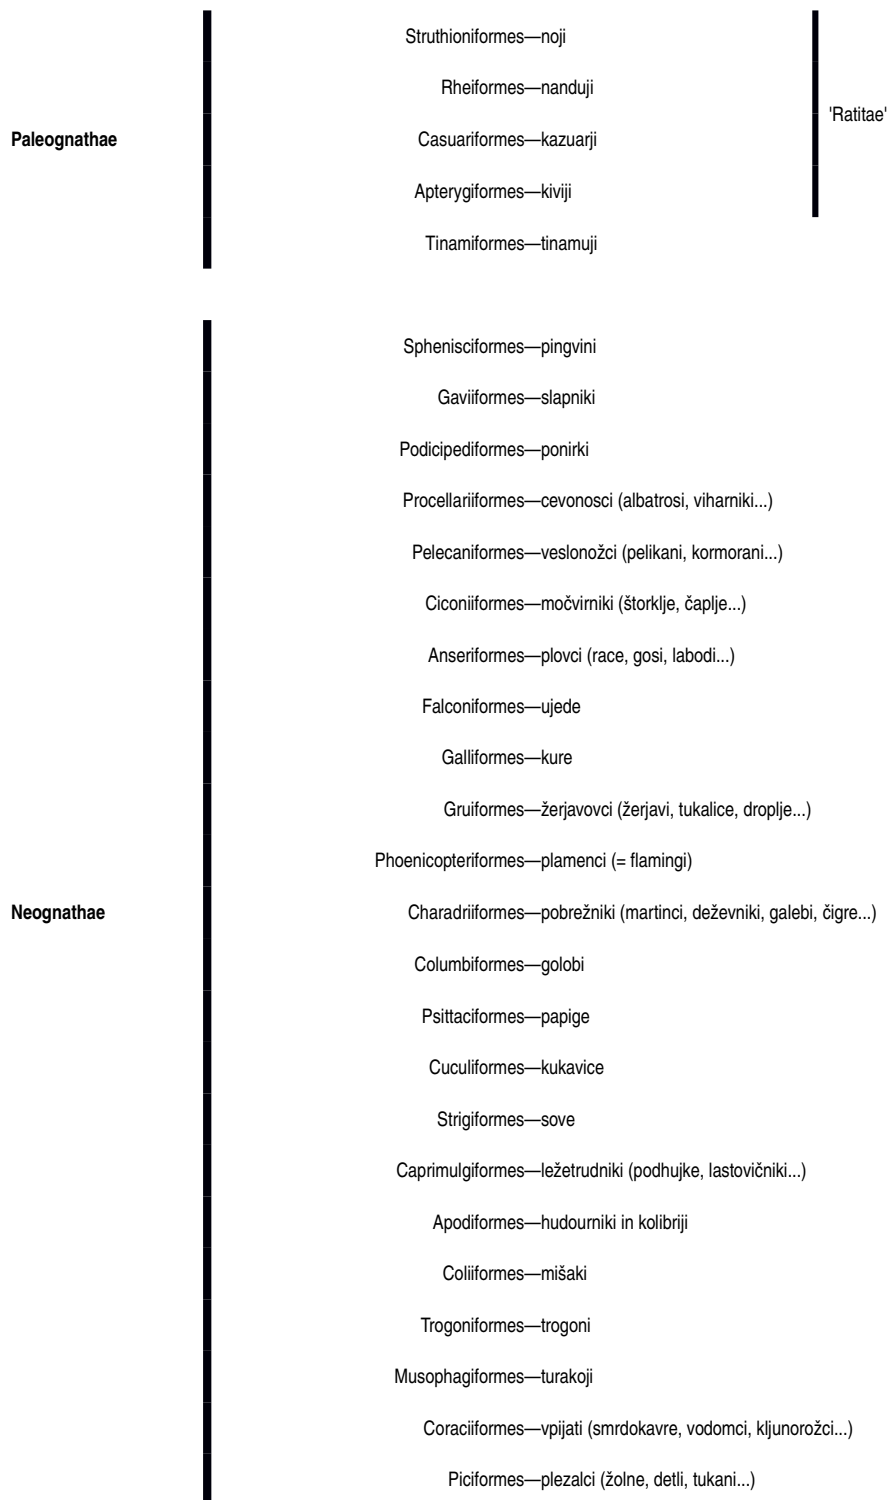 Struthioniformes—noji
Rheiformes—nanduji
'Ratitae'
Paleognathae
Casuariformes—kazuarji
Apterygiformes—kiviji
Tinamiformes—tinamuji
Sphenisciformes—pingvini
Gaviiformes—slapniki
Podicipediformes—ponirki
Procellariiformes—cevonosci (albatrosi, viharniki...)
Pelecaniformes—veslonožci (pelikani, kormorani...)
Ciconiiformes—močvirniki (štorklje, čaplje...)
Anseriformes—plovci (race, gosi, labodi...)
Falconiformes—ujede
Galliformes—kure
Gruiformes—žerjavovci (žerjavi, tukalice, droplje...)
Phoenicopteriformes—plamenci (= flamingi)
Neognathae
Charadriiformes—pobrežniki (martinci, deževniki, galebi, čigre...)
Columbiformes—golobi
Psittaciformes—papige
Cuculiformes—kukavice
Strigiformes—sove
Caprimulgiformes—ležetrudniki (podhujke, lastovičniki...)
Apodiformes—hudourniki in kolibriji
Coliiformes—mišaki
Trogoniformes—trogoni
Musophagiformes—turakoji
Coraciiformes—vpijati (smrdokavre, vodomci, kljunorožci...)
Piciformes—plezalci (žolne, detli, tukani...)